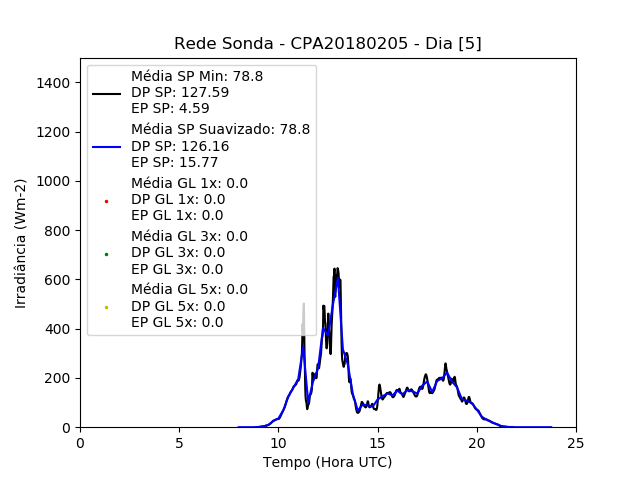 Rede Sonda - CPA20180205 - Dia [5]
Média SP Min: 78.8
DP SP: 127.59
EP SP: 4.59
Média SP Suavizado: 78.8
DP SP: 126.16
EP SP: 15.77
Média GL 1x: 0.0
DP GL 1x: 0.0
EP GL 1x: 0.0
Média GL 3x: 0.0
DP GL 3x: 0.0
EP GL 3x: 0.0
Média GL 5x: 0.0
DP GL 5x: 0.0
EP GL 5x: 0.0
Irradiância (Wm-2)
1400
1200
1000
800
600
400
200
0
0 5 10 15 20 25
Tempo (Hora UTC)